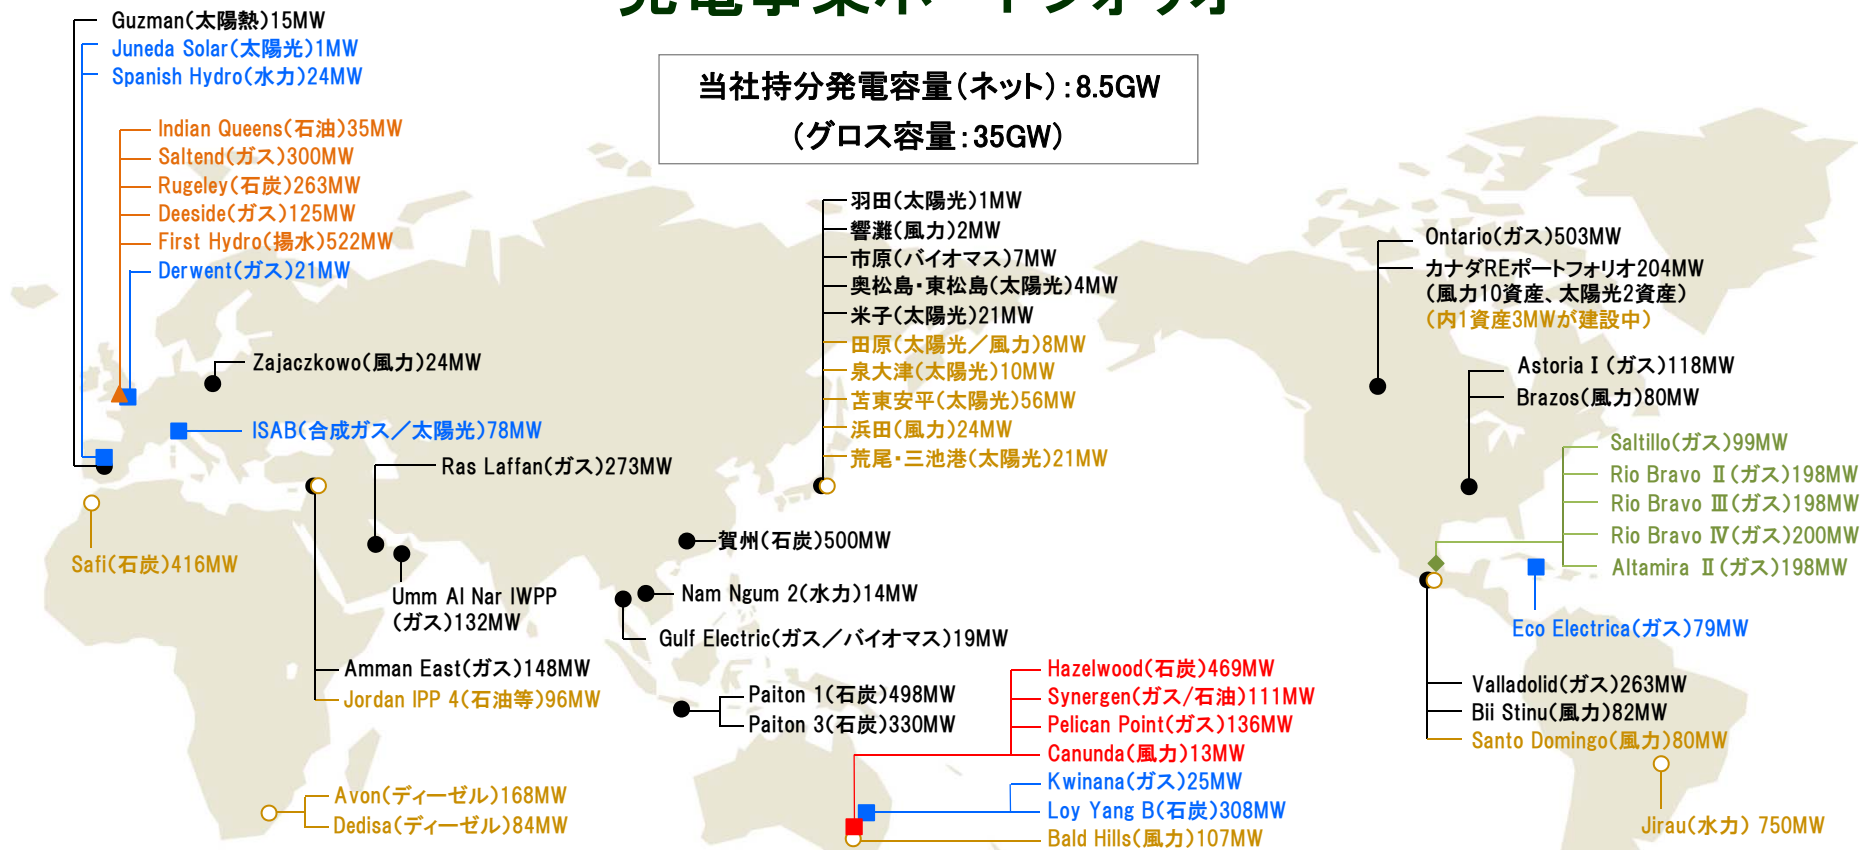 発電事業ポートフォリオ
当社持分発電容量(ネット):8.5GW
(グロス容量:35GW)
Guzman(太陽熱)15MW
Juneda Solar(太陽光)1MW
Spanish Hydro(水力)24MW
Indian Queens(石油)35MW
Saltend(ガス)300MW
Rugeley(石炭)263MW
Deeside(ガス)125MW
First Hydro(揚水)522MW
Derwent(ガス)21MW
Zajaczkowo(風力)24MW
ISAB(合成ガス/太陽光)78MW
Ras Laffan(ガス)273MW
Safi(石炭)416MW
Umm Al Nar IWPP
(ガス)132MW
Amman East(ガス)148MW
Jordan IPP 4(石油等)96MW
Avon(ディーゼル)168MW
Dedisa(ディーゼル)84MW
羽田(太陽光)1MW
響灘(風力)2MW
市原(バイオマス)7MW
奥松島・東松島(太陽光)4MW
米子(太陽光)21MW
田原(太陽光/風力)8MW
泉大津(太陽光)10MW
苫東安平(太陽光)56MW
浜田(風力)24MW
荒尾・三池港(太陽光)21MW
賀州(石炭)500MW
Nam Ngum 2(水力)14MW
Gulf Electric(ガス/バイオマス)19MW
Paiton 1(石炭)498MW
Paiton 3(石炭)330MW
Hazelwood(石炭)469MW
Synergen(ガス/石油)111MW
Pelican Point(ガス)136MW
Canunda(風力)13MW
Kwinana(ガス)25MW
Loy Yang B(石炭)308MW
Bald Hills(風力)107MW
Ontario(ガス)503MW
カナダREポートフォリオ204MW
(風力10資産、太陽光2資産)
(内1資産3MWが建設中)
Astoria I (ガス)118MW
Brazos(風力)80MW
Saltillo(ガス)99MW
Rio Bravo Ⅱ(ガス)198MW
Rio Bravo Ⅲ(ガス)198MW
Rio Bravo Ⅳ(ガス)200MW
Altamira Ⅱ(ガス)198MW
Eco Electrica(ガス)79MW
Valladolid(ガス)263MW
Bii Stinu(風力)82MW
Santo Domingo(風力)80MW
Jirau(水力) 750MW